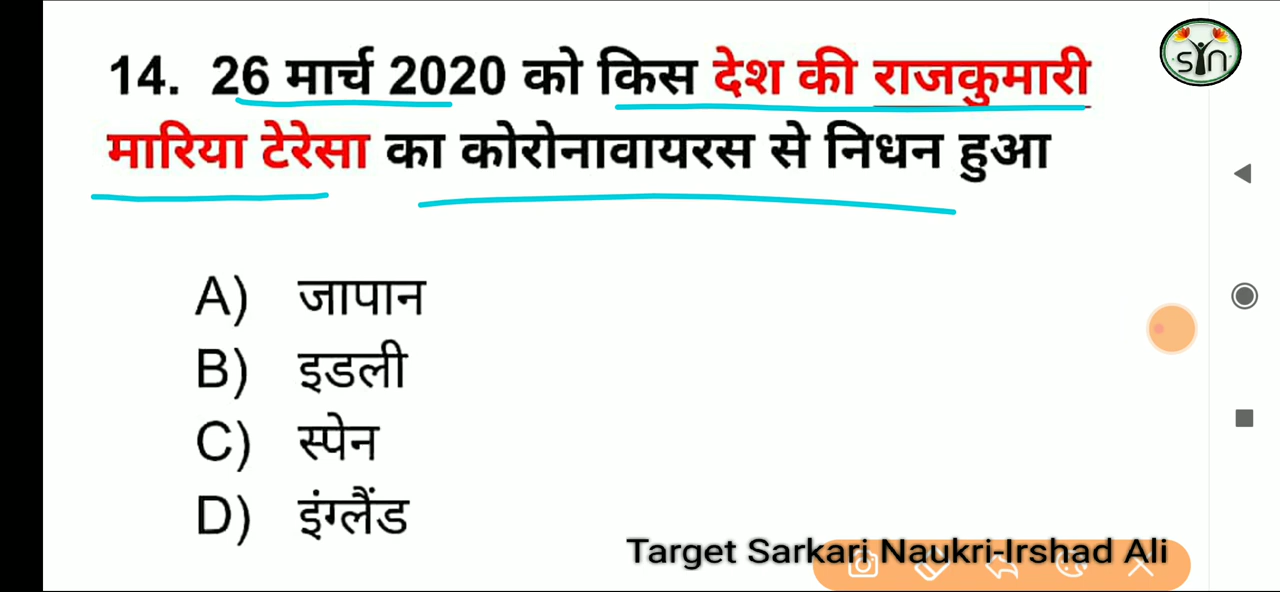 14. 26 मार्च 2020 को किस देश की राजकुमारी
मारिया टेरेसा का कोरोनावायरस से निधन हुआ
A) जापान
B) इडली
C) स्पेन
D) इंग्लैंड
Target Sarkari Naukri-Irshad Ali